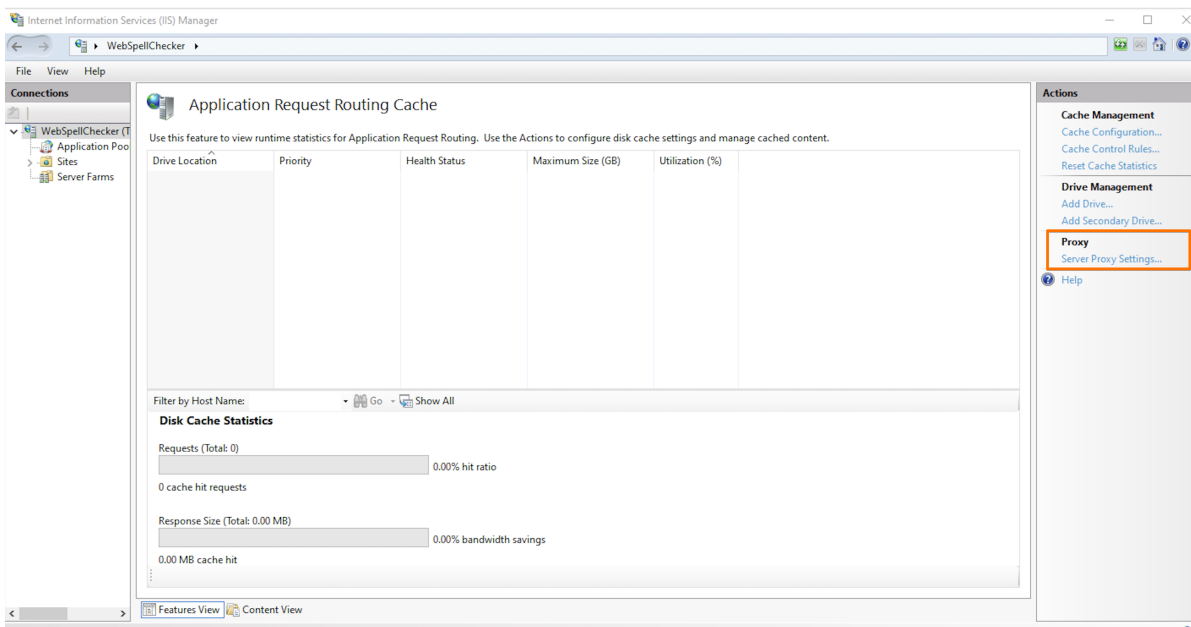 Internet Information Services (IIS) Manager
WebSpellChecker
File View Help
Connections
WebSpellChecker (T
Application Poo
Sites
Server Farms
Application Request Routing Cache
Use this feature to view runtime statistics for Application Request Routing. Use the Actions to configure disk cache settings and manage cached content.
Drive Location Priority Health Status Maximum Size (GB) Utilization (%)
Filter by Host Name: Go Show All
Disk Cache Statistics
Requests (Total: 0)
0.00% hit ratio
0 cache hit requests
Response Size (Total: 0.00 MB)
0.00% bandwidth savings
0.00 MB cache hit
Features View Content View
Actions
Cache Management
Cache Configuration...
Cache Control Rules...
Reset Cache Statistics
Drive Management
Add Drive...
Add Secondary Drive...
Proxy
Server Proxy Settings...
Help